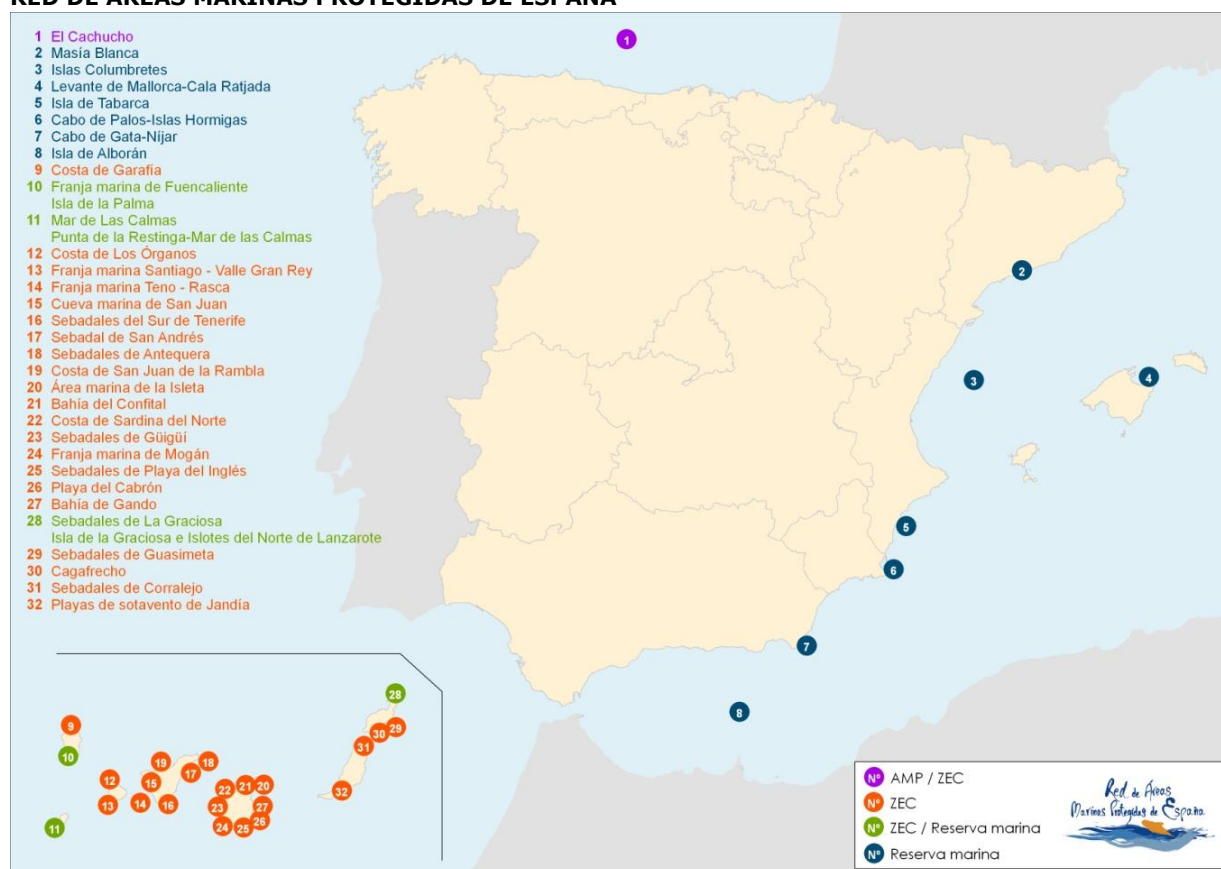 RED DE ÁREAS MARINAS PROTEGIDAS DE ESPAÑA
1 El Cachucho
2 Masía Blanca
3 Islas Columbretes
4 Levante de Mallorca-Cala Ratjada
5 Isla de Tabarca
6 Cabo de Palos-Islas Hormigas
7 Cabo de Gata-Níjar
8 Isla de Alborán
9 Costa de Garafía
10 Franja marina de Fuencaliente
Isla de la Palma
11 Mar de Las Calmas
Punta de la Restinga-Mar de las Calmas
12 Costa de Los Órganos
13 Franja marina Santiago - Valle Gran Rey
14 Franja marina Teno - Rasca
15 Cueva marina de San Juan
16 Sebadales del Sur de Tenerife
17 Sebadal de San Andrés
18 Sebadales de Antequera
19 Costa de San Juan de la Rambla
20 Área marina de la Isleta
21 Bahía del Confital
22 Costa de Sardina del Norte
23 Sebadales de Güigüí
24 Franja marina de Mogán
25 Sebadales de Playa del Inglés
26 Playa del Cabrón
27 Bahía de Gando
28 Sebadales de La Graciosa
Isla de la Graciosa e Islotes del Norte de Lanzarote
29 Sebadales de Guasimeta
30 Cagafrecho
31 Sebadales de Corralejo
32 Playas de sotavento de Jandía
1
2
3
4
5
6
7
8
28
9
29
30
31
10
19
18
17
12
15
22
21
20
32
13
14
16
23
27
26
11
24
25
Nº AMP / ZEC
Nº ZEC
Nº ZEC / Reserva marina
Nº Reserva marina
Red de Áreas
Marinas Protegidas de España